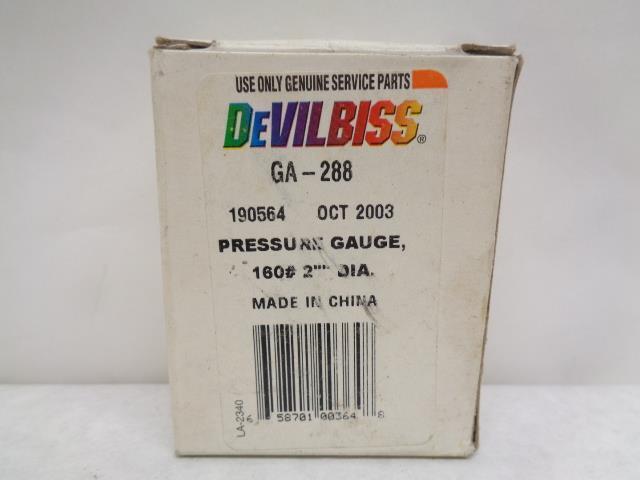 USE ONLY GENUINE SERVICE PARTS
DEVILBISS®
GA-288
190564 OCT 2003
PRESSURE GAUGE,
160# 2"" DIA.
MADE IN CHINA
LA-2340
58701 00364 8